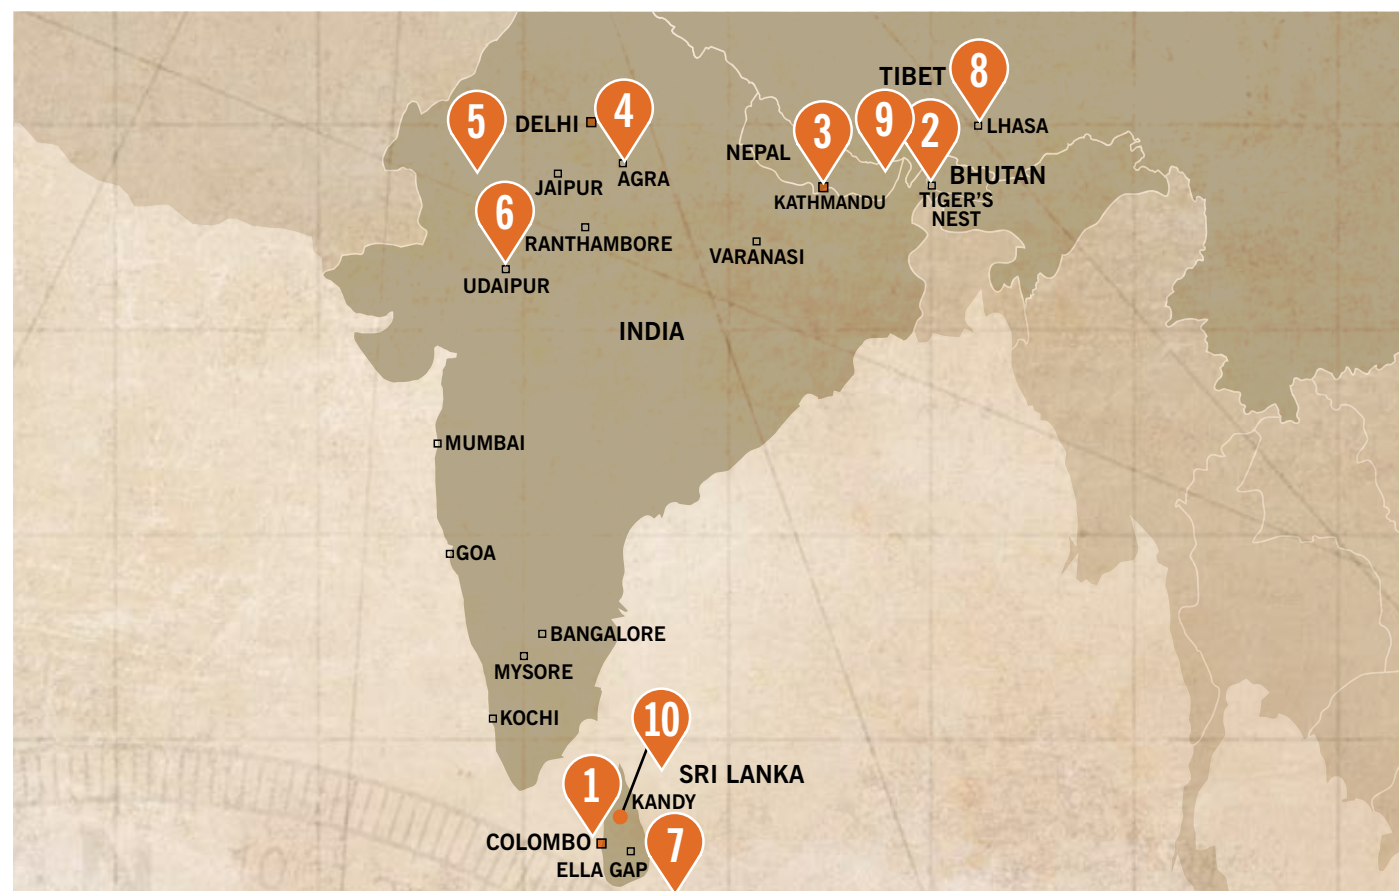 8
TIBET
5
4
9
2
3
DELHI
LHASA
NEPAL
AGRA
JAIPUR
BHUTAN
KATHMANDU
TIGER'S
NEST
6
RANTHAMBORE
VARANASI
UDAIPUR
INDIA
MUMBAI
GOA
BANGALORE
MYSORE
KOCHI
10
SRI LANKA
1
KANDY
COLOMBO
7
ELLA GAP